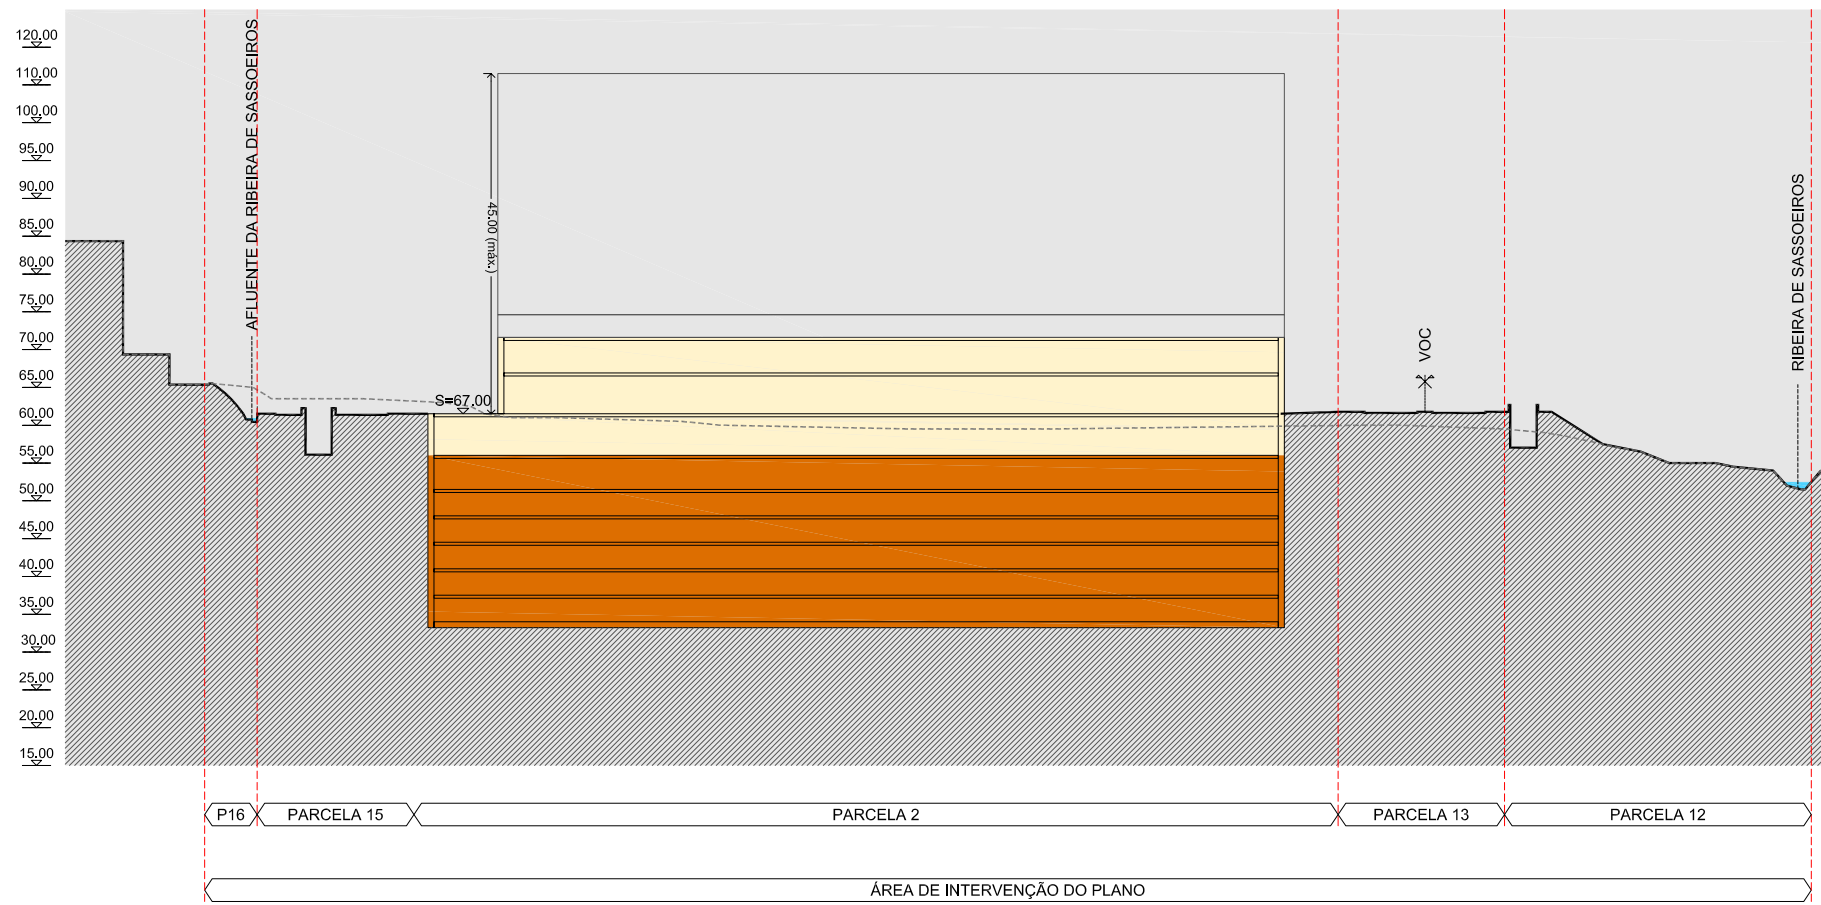 120.00
110.00
100.00
95.00
90.00
85.00
80.00
75.00
70.00
65.00
60.00
55.00
50.00
45.00
40.00
35.00
30.00
25.00
20.00
15.00
AFLUENTE DA RIBEIRA DE SASSOEIROS
45.00 (máx.)
S=67.00
VOC
RIBEIRA DE SASSOEIROS
P16
PARCELA 15
PARCELA 2
PARCELA 13
PARCELA 12
ÁREA DE INTERVENÇÃO DO PLANO